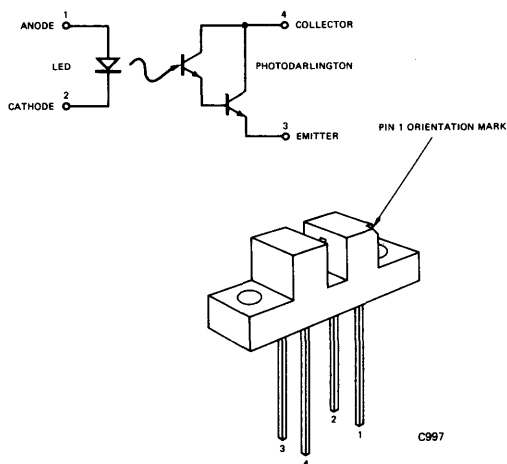 1
ANODE
LED
2
CATHODE
4
COLLECTOR
PHOTODARLINGTON
3
EMITTER
PIN 1 ORIENTATION MARK
2
1
3
4
C997